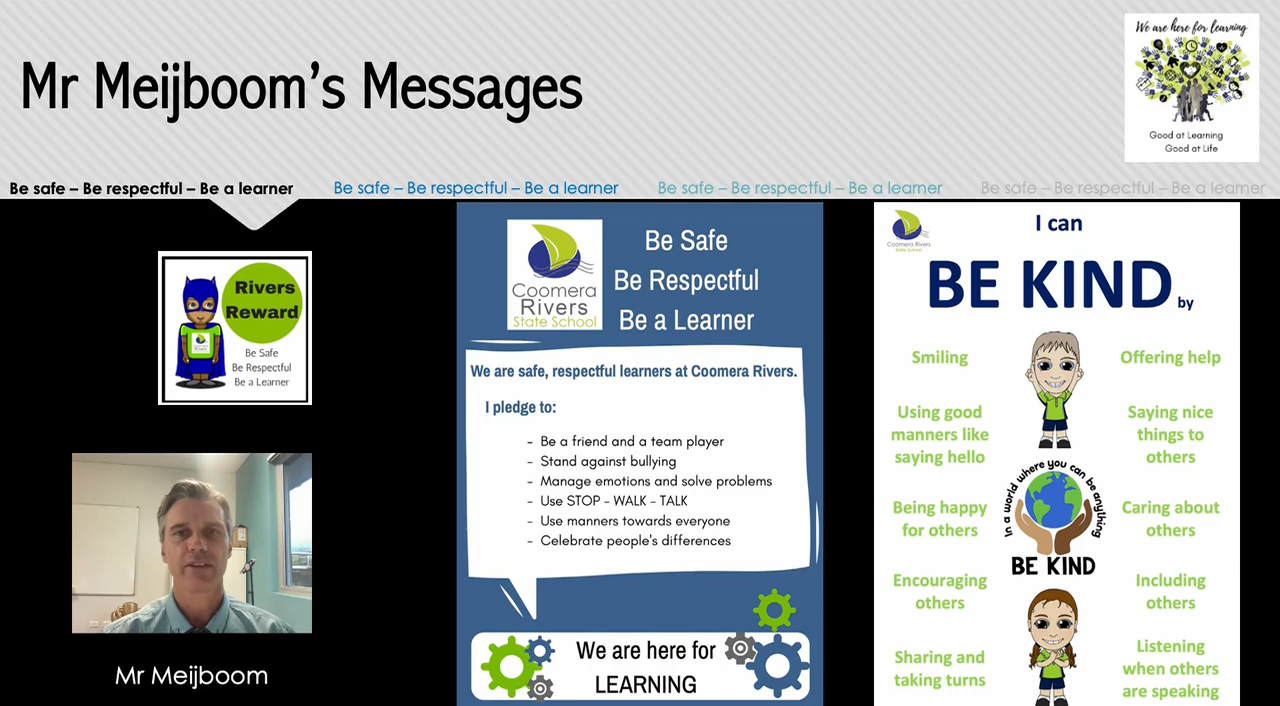 Mr Meijboom's Messages
We are here for learning
Good at Learning
Good at Life
Be safe – Be respectful – Be a learner
Be safe – Be respectful – Be a learner
Be safe – Be respectful – Be a learner
Be safe – Be respectful – Be a learner
Rivers
Reward
Be Safe
Be Respectful
Be a Learner
Mr Meijboom
Coomera
Rivers
State School
Be Safe
Be Respectful
Be a Learner
We are safe, respectful learners at Coomera Rivers.
I pledge to:
- Be a friend and a team player
- Stand against bullying
- Manage emotions and solve problems
- Use STOP - WALK - TALK
- Use manners towards everyone
- Celebrate people's differences
We are here for
LEARNING
Coomera Rivers
State School
I can
BE KIND by
Smiling
Using good
manners like
saying hello
Being happy
for others
Encouraging
others
Sharing and
taking turns
In a world where you can be anything
BE KIND
Offering help
Saying nice
things to
others
Caring about
others
Including
others
Listening
when others
are speaking